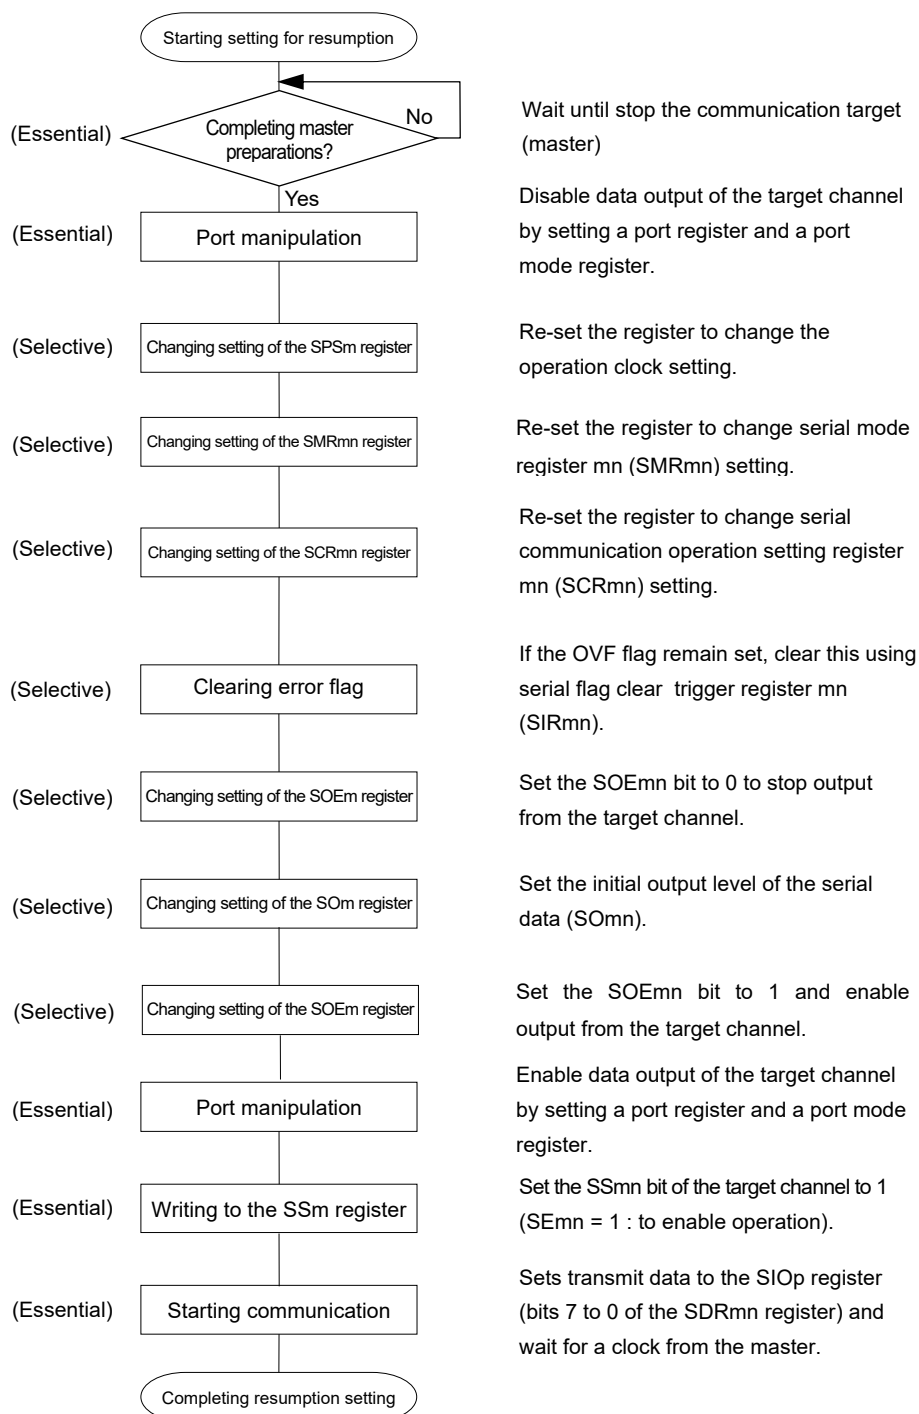 Starting setting for resumption
No
(Essential)
Completing master
preparations?
Wait until stop the communication target
(master)
Yes
(Essential)
Port manipulation
Disable data output of the target channel
by setting a port register and a port
mode register.
(Selective)
Changing setting of the SPSm register
Re-set the register to change the
operation clock setting.
(Selective)
Changing setting of the SMRmn register
Re-set the register to change serial mode
register mn (SMRmn) setting.
(Selective)
Changing setting of the SCRmn register
Re-set the register to change serial
communication operation setting register
mn (SCRmn) setting.
(Selective)
Clearing error flag
If the OVF flag remain set, clear this using
serial flag clear trigger register mn
(SIRmn).
(Selective)
Changing setting of the SOEm register
Set the SOEmn bit to 0 to stop output
from the target channel.
(Selective)
Changing setting of the SOm register
Set the initial output level of the serial
data (SOmn).
(Selective)
Changing setting of the SOEm register
Set the SOEmn bit to 1 and enable
output from the target channel.
(Essential)
Port manipulation
Enable data output of the target channel
by setting a port register and a port mode
register.
(Essential)
Writing to the SSm register
Set the SSmn bit of the target channel to 1
(SEmn = 1 : to enable operation).
(Essential)
Starting communication
Sets transmit data to the SIOp register
(bits 7 to 0 of the SDRmn register) and
wait for a clock from the master.
Completing resumption setting